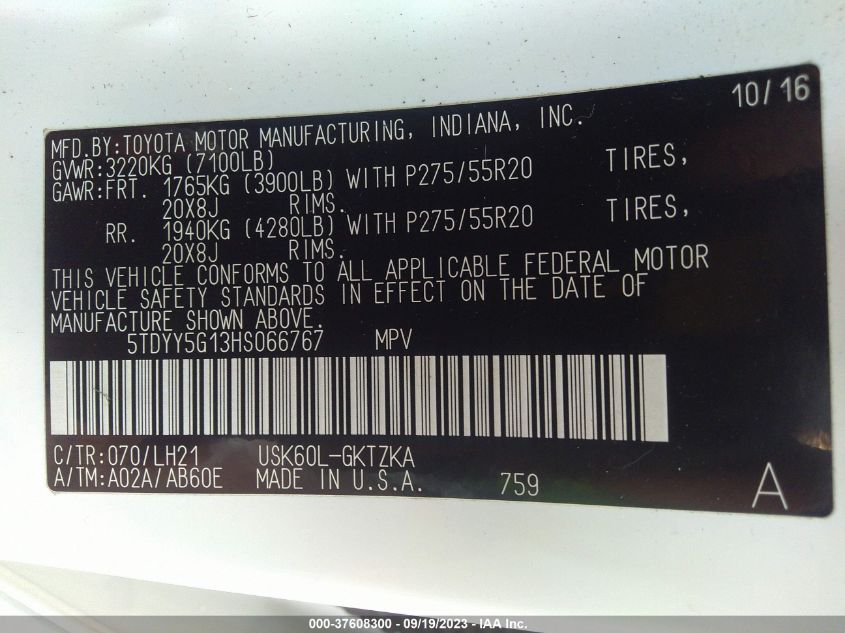 10/16
MFD.BY:TOYOTA MOTOR MANUFACTURING, INDIANA, INC.
GVWR:3220KG (7100LB)
GAWR:FRT. 1765KG (3900LB) WITH P275/55R20 TIRES,
20X8J RIMS.
RR. 1940KG (4280LB) WITH P275/55R20 TIRES,
20X8J RIMS.
THIS VEHICLE CONFORMS TO ALL APPLICABLE FEDERAL MOTOR
VEHICLE SAFETY STANDARDS IN EFFECT ON THE DATE OF
MANUFACTURE SHOWN ABOVE.
5TDYY5G13HS066767 MPV
C/TR:070/LH21 USK60L-GKTZKA
A/TM:A02A/AB60E MADE IN U.S.A. 759 A
000-37608300 - 09/19/2023 - IAA Inc.